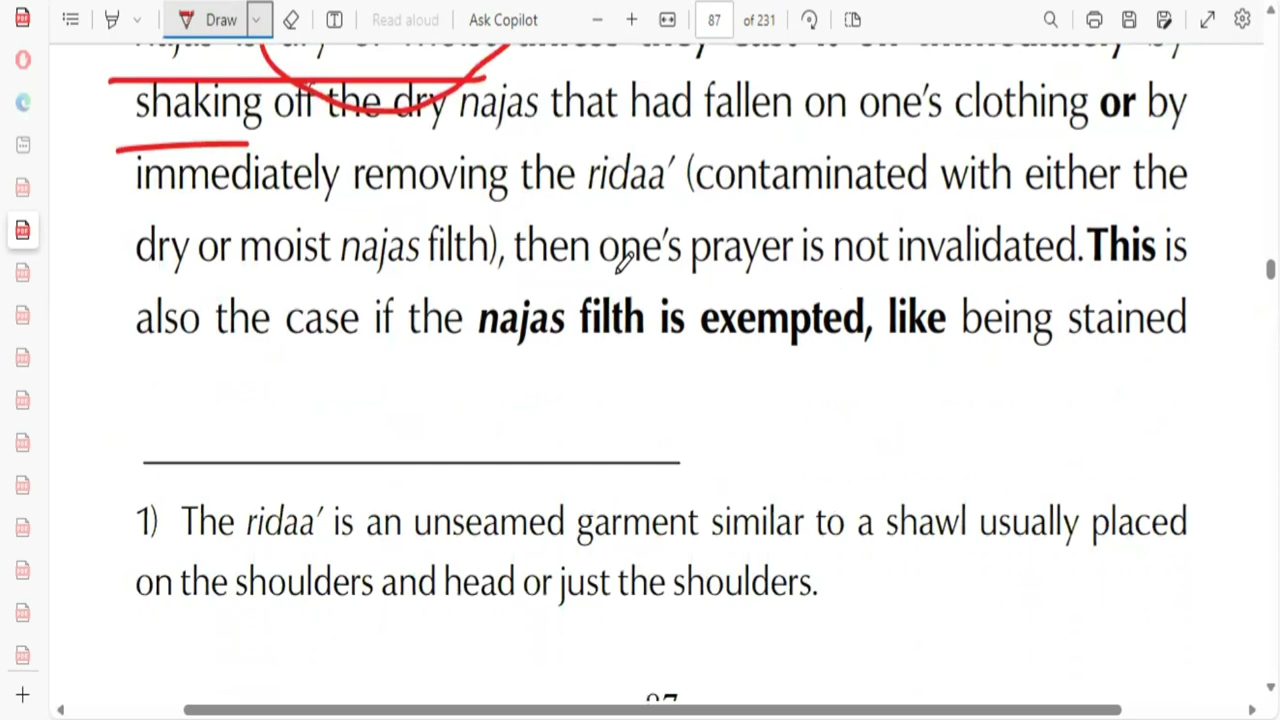 Draw
Read aloud
Ask Copilot
87
of 231
shaking off the dry najas that had fallen on one's clothing or by
immediately removing the ridaa' (contaminated with either the
dry or moist najas filth), then one's prayer is not invalidated. This is
also the case if the najas filth is exempted, like being stained
1) The ridaa' is an unseamed garment similar to a shawl usually placed
on the shoulders and head or just the shoulders.